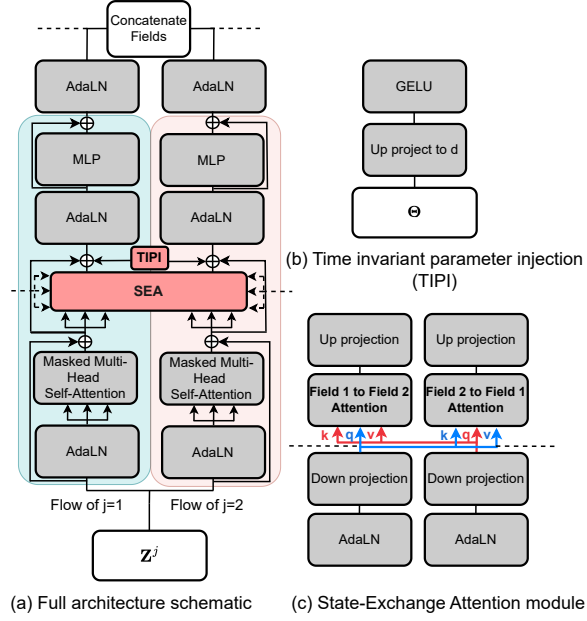 Concatenate
Fields
AdaLN
AdaLN
MLP
MLP
AdaLN
AdaLN
TIPI
SEA
Masked Multi-
Head
Self-Attention
Masked Multi-
Head
Self-Attention
AdaLN
AdaLN
Flow of j=1
Flow of j=2
Z^j
(a) Full architecture schematic
GELU
Up project to d
Θ
(b) Time invariant parameter injection
(TIPI)
Up projection
Up projection
Field 1 to Field 2
Attention
Field 2 to Field 1
Attention
k q v
k q v
Down projection
Down projection
AdaLN
AdaLN
(c) State-Exchange Attention module